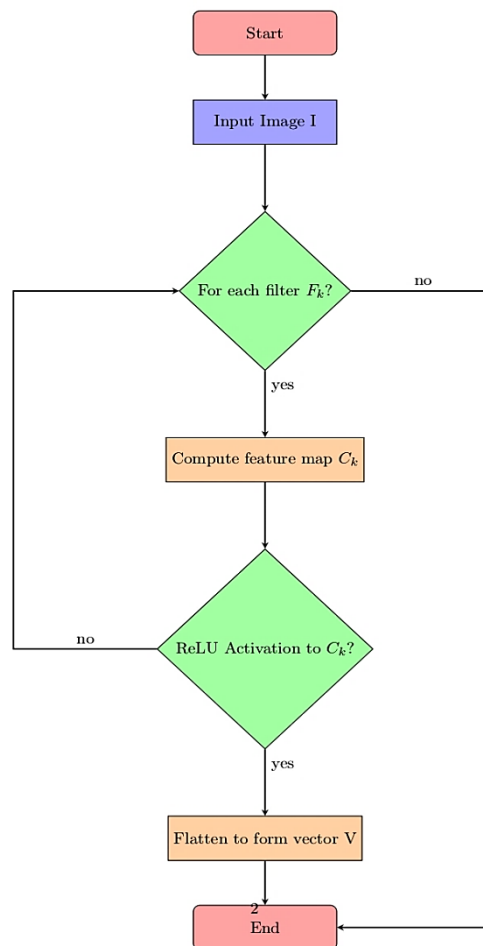 Start
Input Image I
For each filter $F_k$?
no
yes
Compute feature map $C_k$
ReLU Activation to $C_k$?
no
yes
Flatten to form vector V
2
End